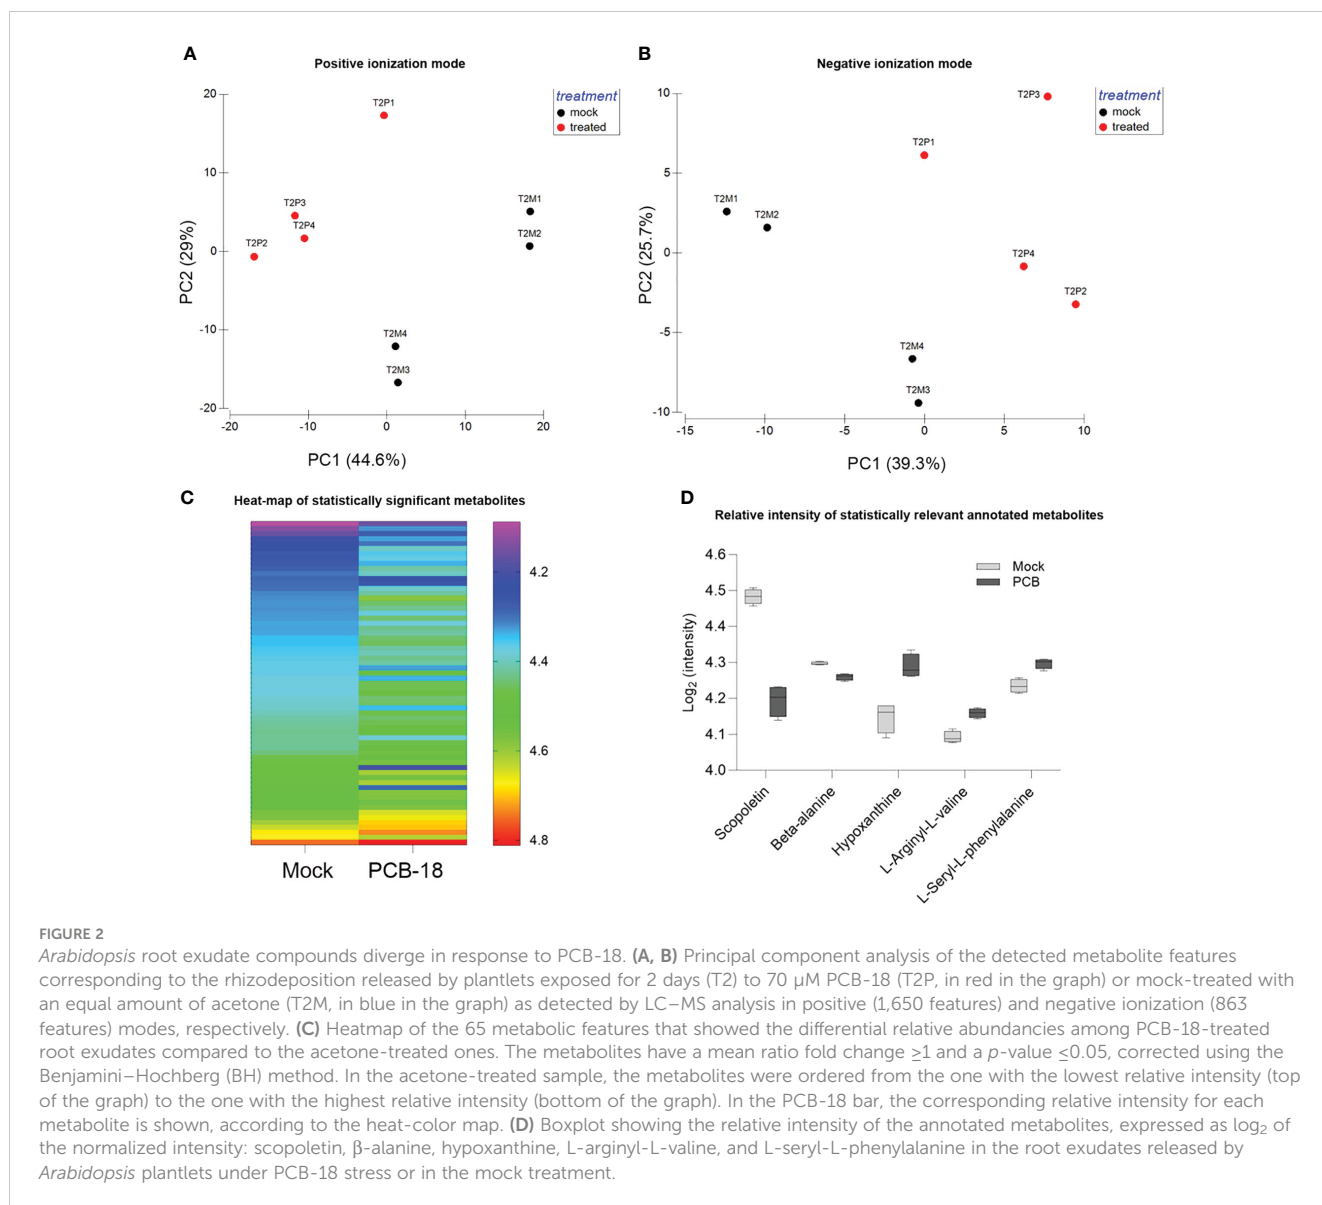 A
Positive ionization mode
treatment
mock
treated
20
10
0
-10
-20
PC2 (29%)
T2P1
T2P3
T2P4
T2P2
T2M1
T2M2
T2M4
T2M3
-20
-10
0
10
20
PC1 (44.6%)
B
Negative ionization mode
treatment
mock
treated
10
5
0
-5
-10
PC2 (25.7%)
T2P3
T2P1
T2M1
T2M2
T2P4
T2P2
T2M4
T2M3
-15
-10
-5
0
5
10
PC1 (39.3%)
C
Heat-map of statistically significant metabolites
4.2
4.4
4.6
4.8
Mock
PCB-18
D
Relative intensity of statistically relevant annotated metabolites
Mock
PCB
4.6
4.5
4.4
4.3
4.2
4.1
4.0
Log₂ (intensity)
Scopoletin
Beta-alanine
Hypoxanthine
L-Arginyl-L-valine
L-Seryl-L-phenylalanine
FIGURE 2
Arabidopsis root exudate compounds diverge in response to PCB-18. (A, B) Principal component analysis of the detected metabolite features
corresponding to the rhizodeposition released by plantlets exposed for 2 days (T2) to 70 µM PCB-18 (T2P, in red in the graph) or mock-treated with
an equal amount of acetone (T2M, in blue in the graph) as detected by LC–MS analysis in positive (1,650 features) and negative ionization (863
features) modes, respectively. (C) Heatmap of the 65 metabolic features that showed the differential relative abundancies among PCB-18-treated
root exudates compared to the acetone-treated ones. The metabolites have a mean ratio fold change ≥1 and a p-value ≤0.05, corrected using the
Benjamini–Hochberg (BH) method. In the acetone-treated sample, the metabolites were ordered from the one with the lowest relative intensity (top
of the graph) to the one with the highest relative intensity (bottom of the graph). In the PCB-18 bar, the corresponding relative intensity for each
metabolite is shown, according to the heat-color map. (D) Boxplot showing the relative intensity of the annotated metabolites, expressed as log₂ of
the normalized intensity: scopoletin, β-alanine, hypoxanthine, L-arginyl-L-valine, and L-seryl-L-phenylalanine in the root exudates released by
Arabidopsis plantlets under PCB-18 stress or in the mock treatment.